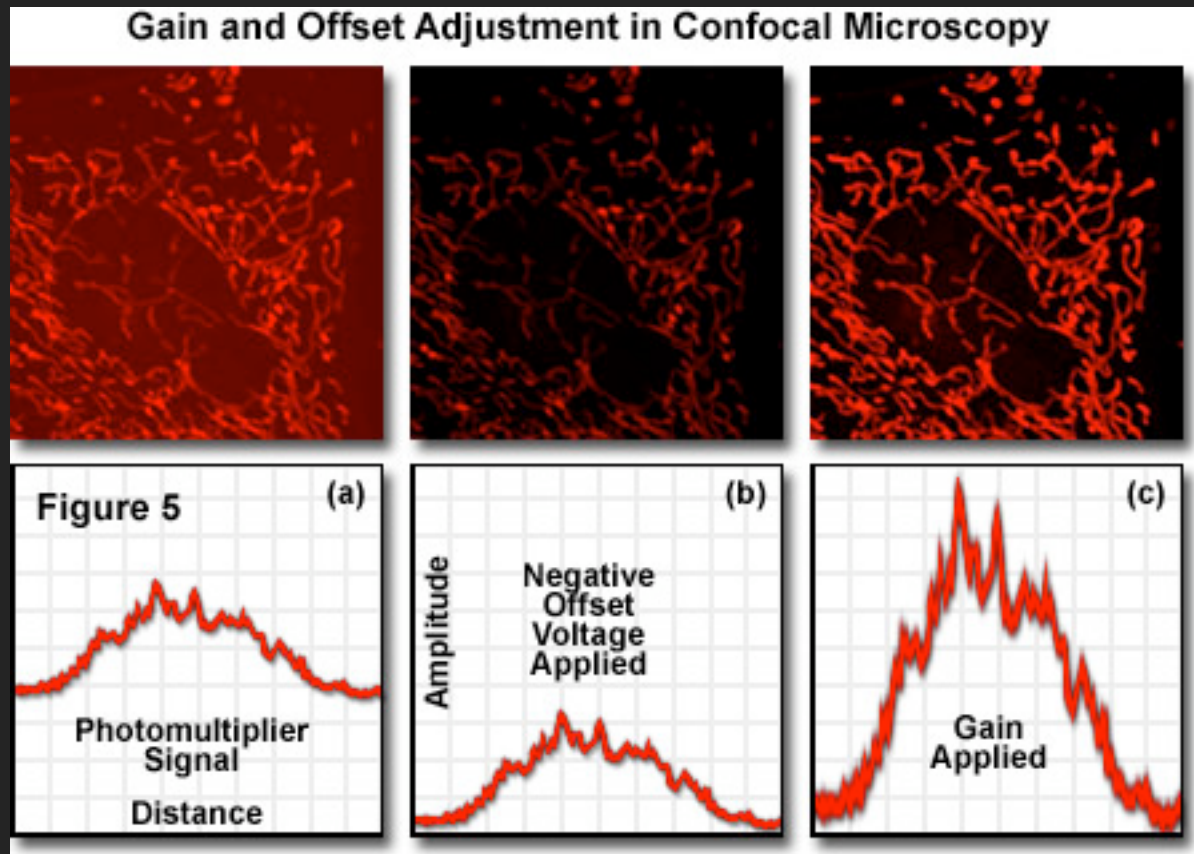 Gain and Offset Adjustment in Confocal Microscopy
Figure 5
(a)
Photomultiplier
Signal
Distance
(b)
Amplitude
Negative
Offset
Voltage
Applied
(c)
Gain
Applied